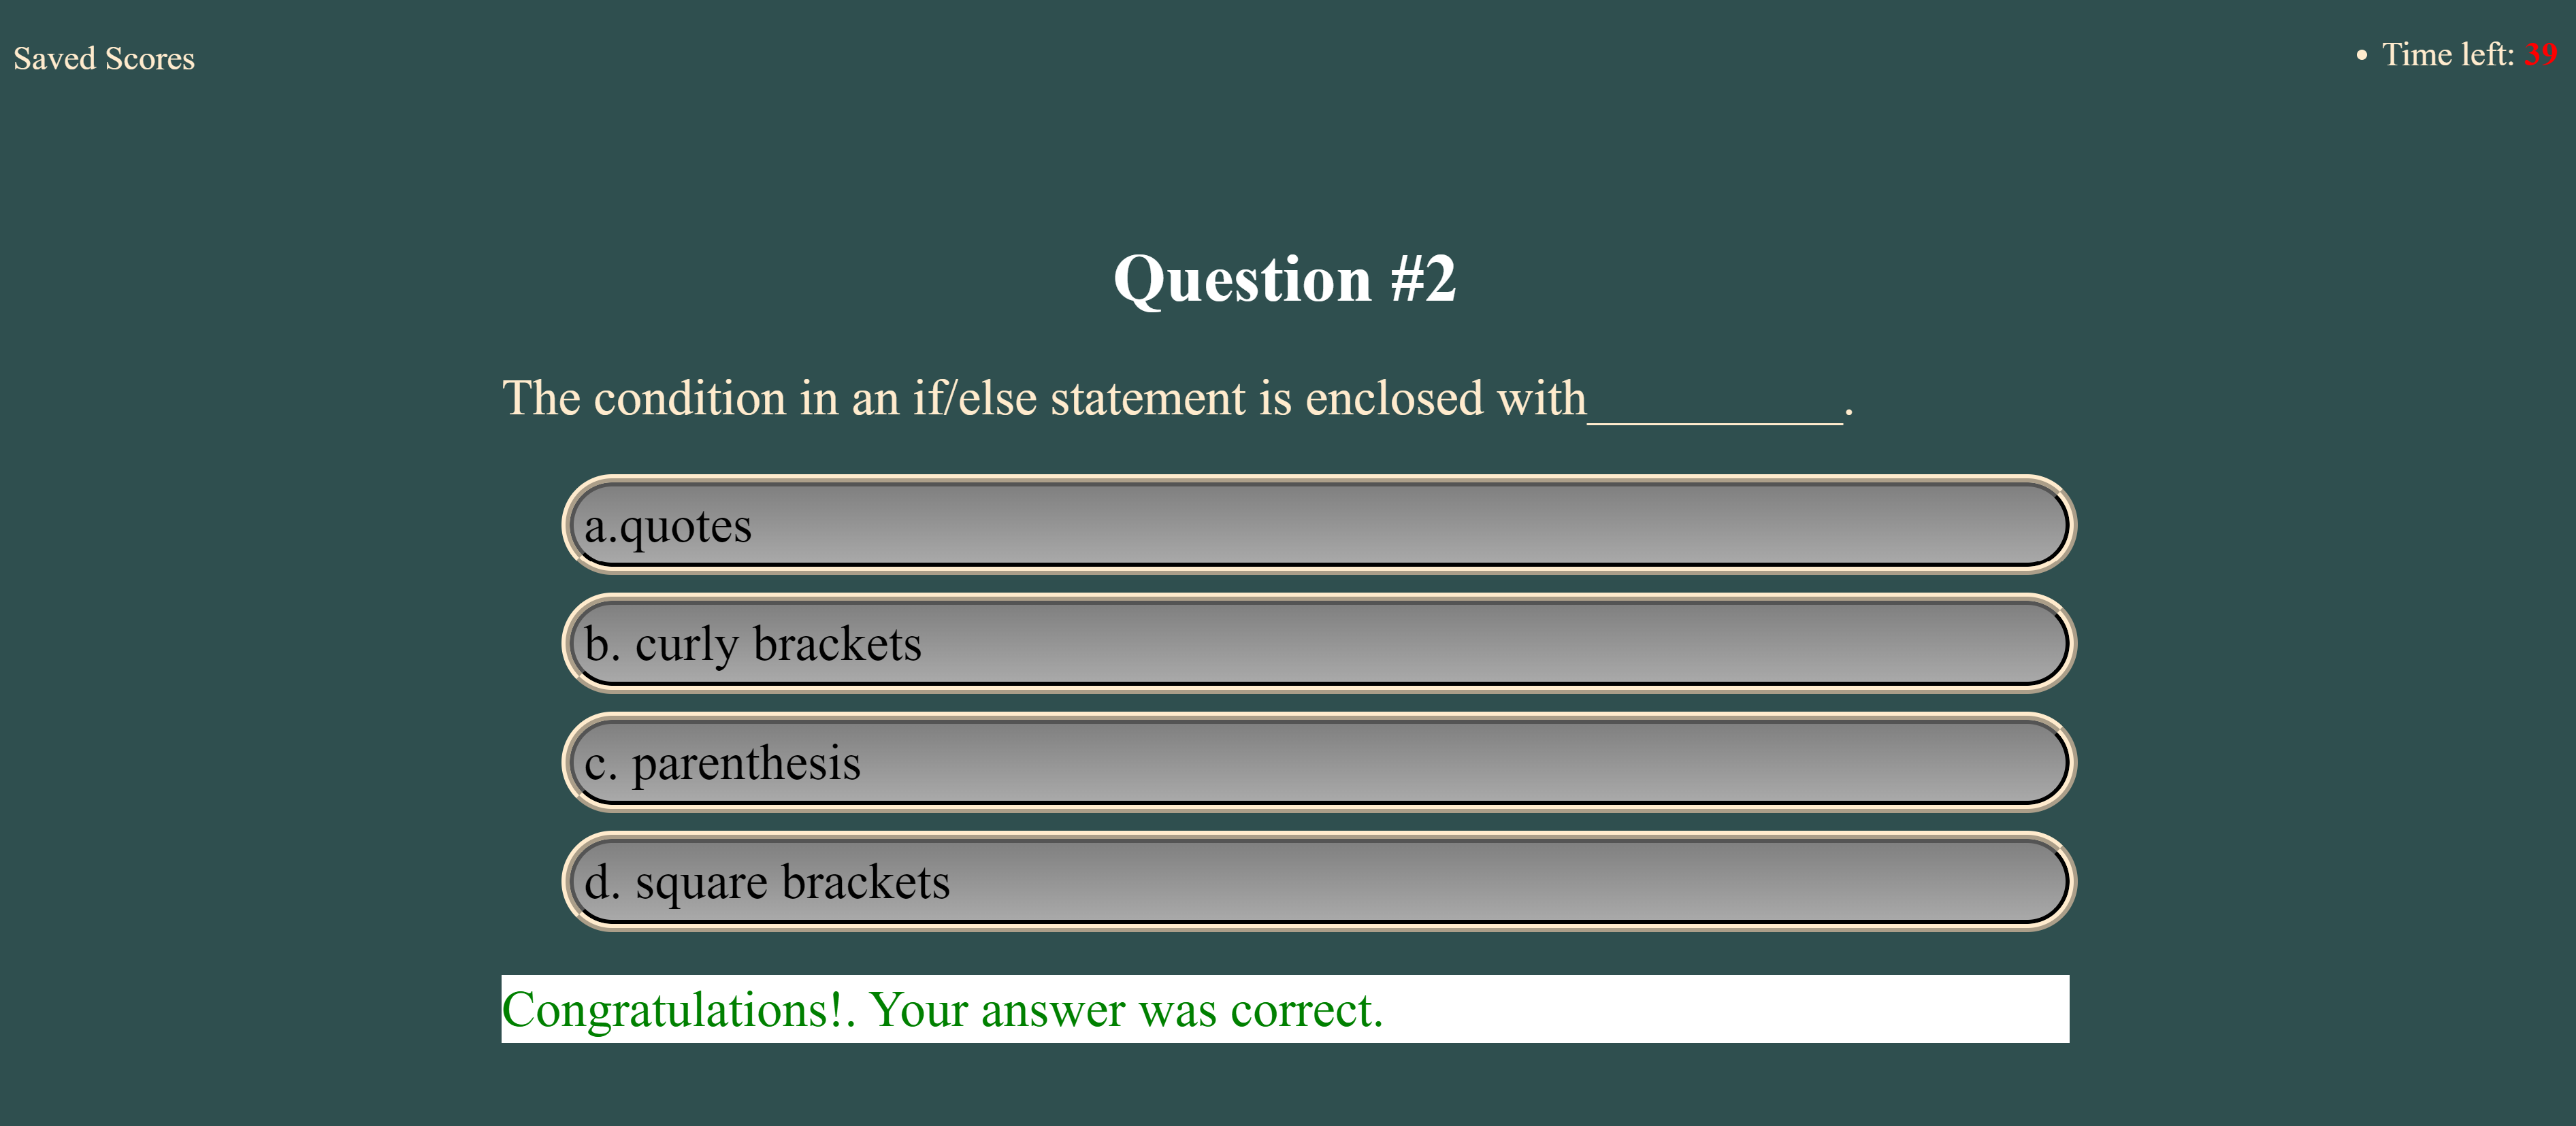 Saved Scores
Time left: 39
Question #2
The condition in an if/else statement is enclosed with__________.
a.quotes
b. curly brackets
c. parenthesis
d. square brackets
Congratulations!. Your answer was correct.